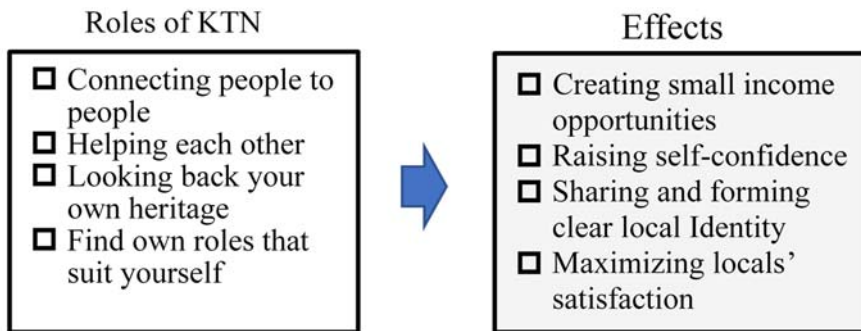 Roles of KTN
Connecting people to
people
Helping each other
Looking back your
own heritage
Find own roles that
suit yourself
Effects
Creating small income
opportunities
Raising self-confidence
Sharing and forming
clear local Identity
Maximizing locals’
satisfaction